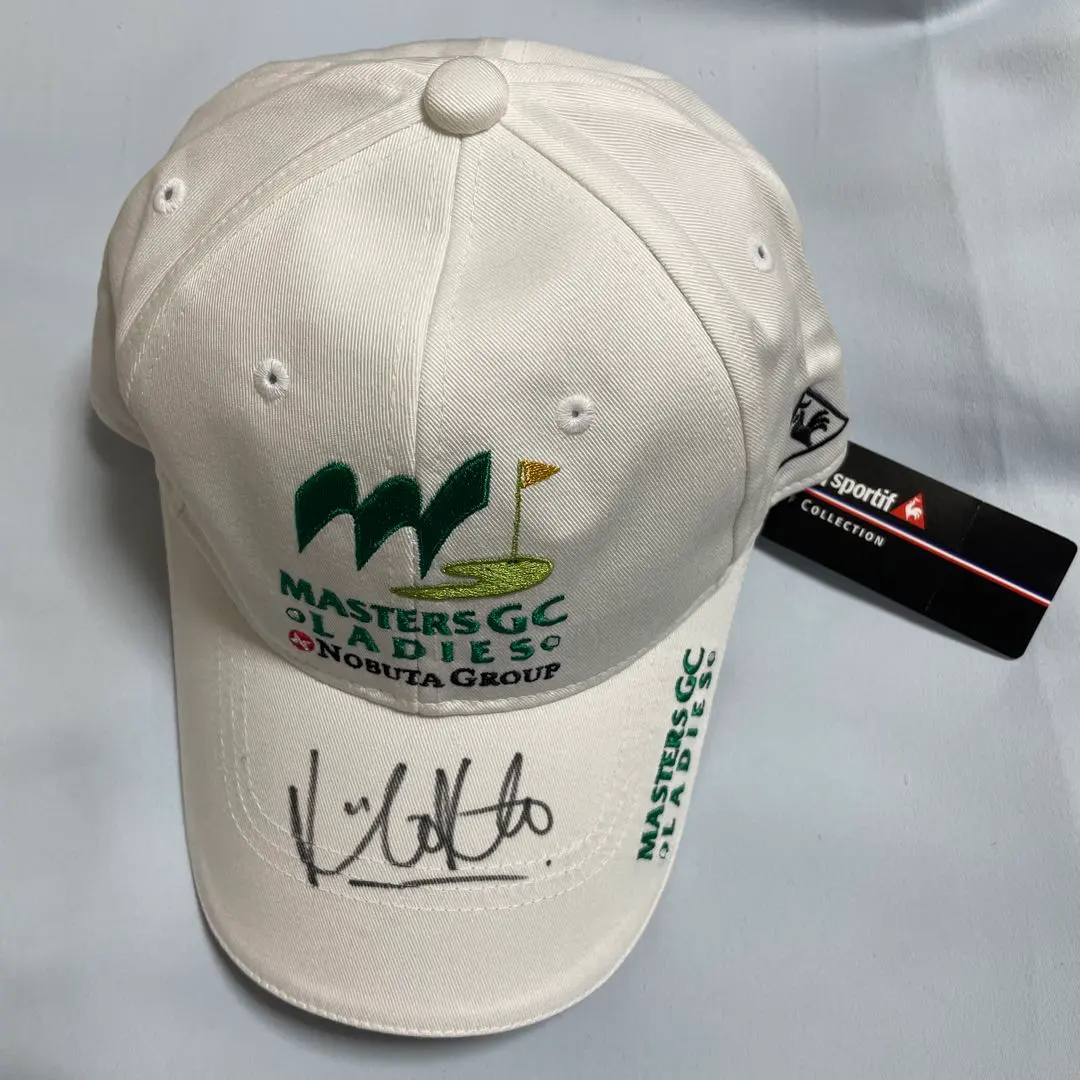 MASTERS GC
LADIES
NOBUTA GROUP
MASTERS GC
LADIES
sportif
COLLECTION